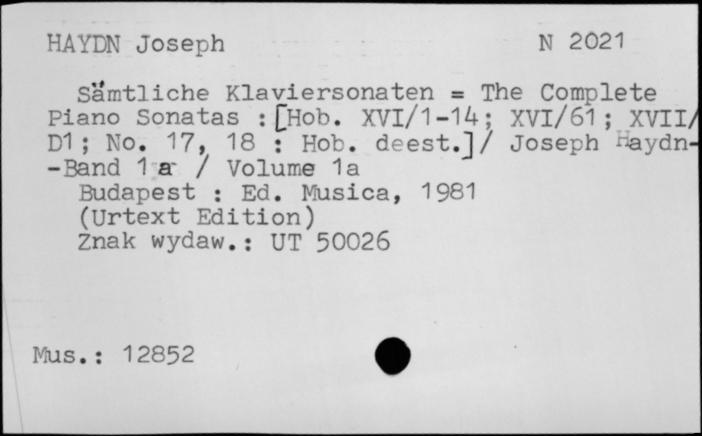 HAYDN Joseph N 2021
Sämtliche Klaviersonaten = The Complete
Piano Sonatas :[Hob. XVI/1-14; XVI/61; XVII/
D1; No. 17, 18 : Hob. deest.]/ Joseph Haydn-
-Band 1a / Volume 1a
Budapest : Ed. Musica, 1981
(Urtext Edition)
Znak wydaw.: UT 50026
Mus.: 12852